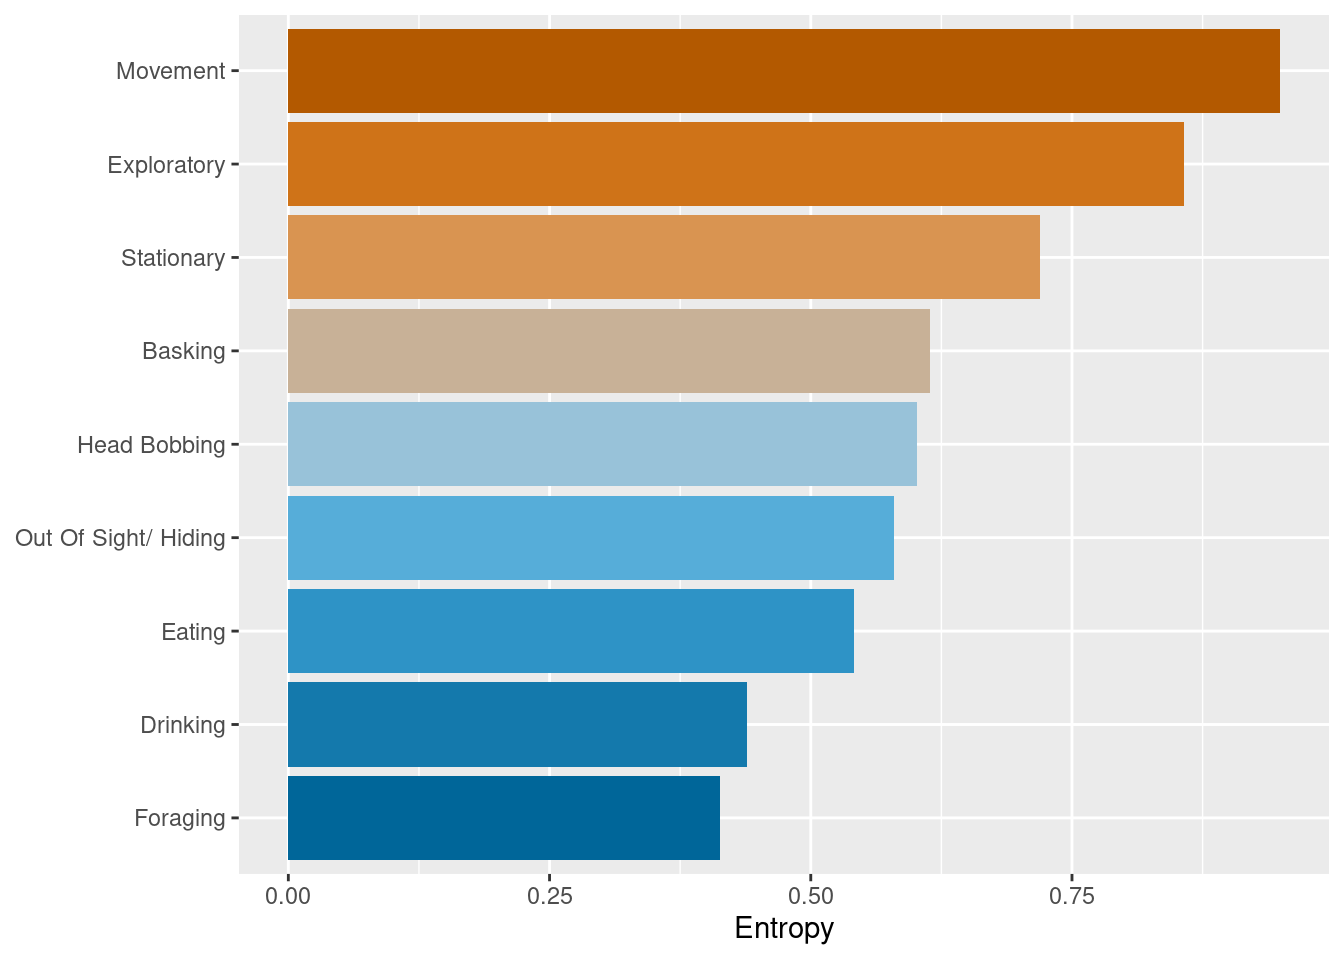 Movement
Exploratory
Stationary
Basking
Head Bobbing
Out Of Sight/ Hiding
Eating
Drinking
Foraging
0.00 0.25 0.50 0.75
Entropy